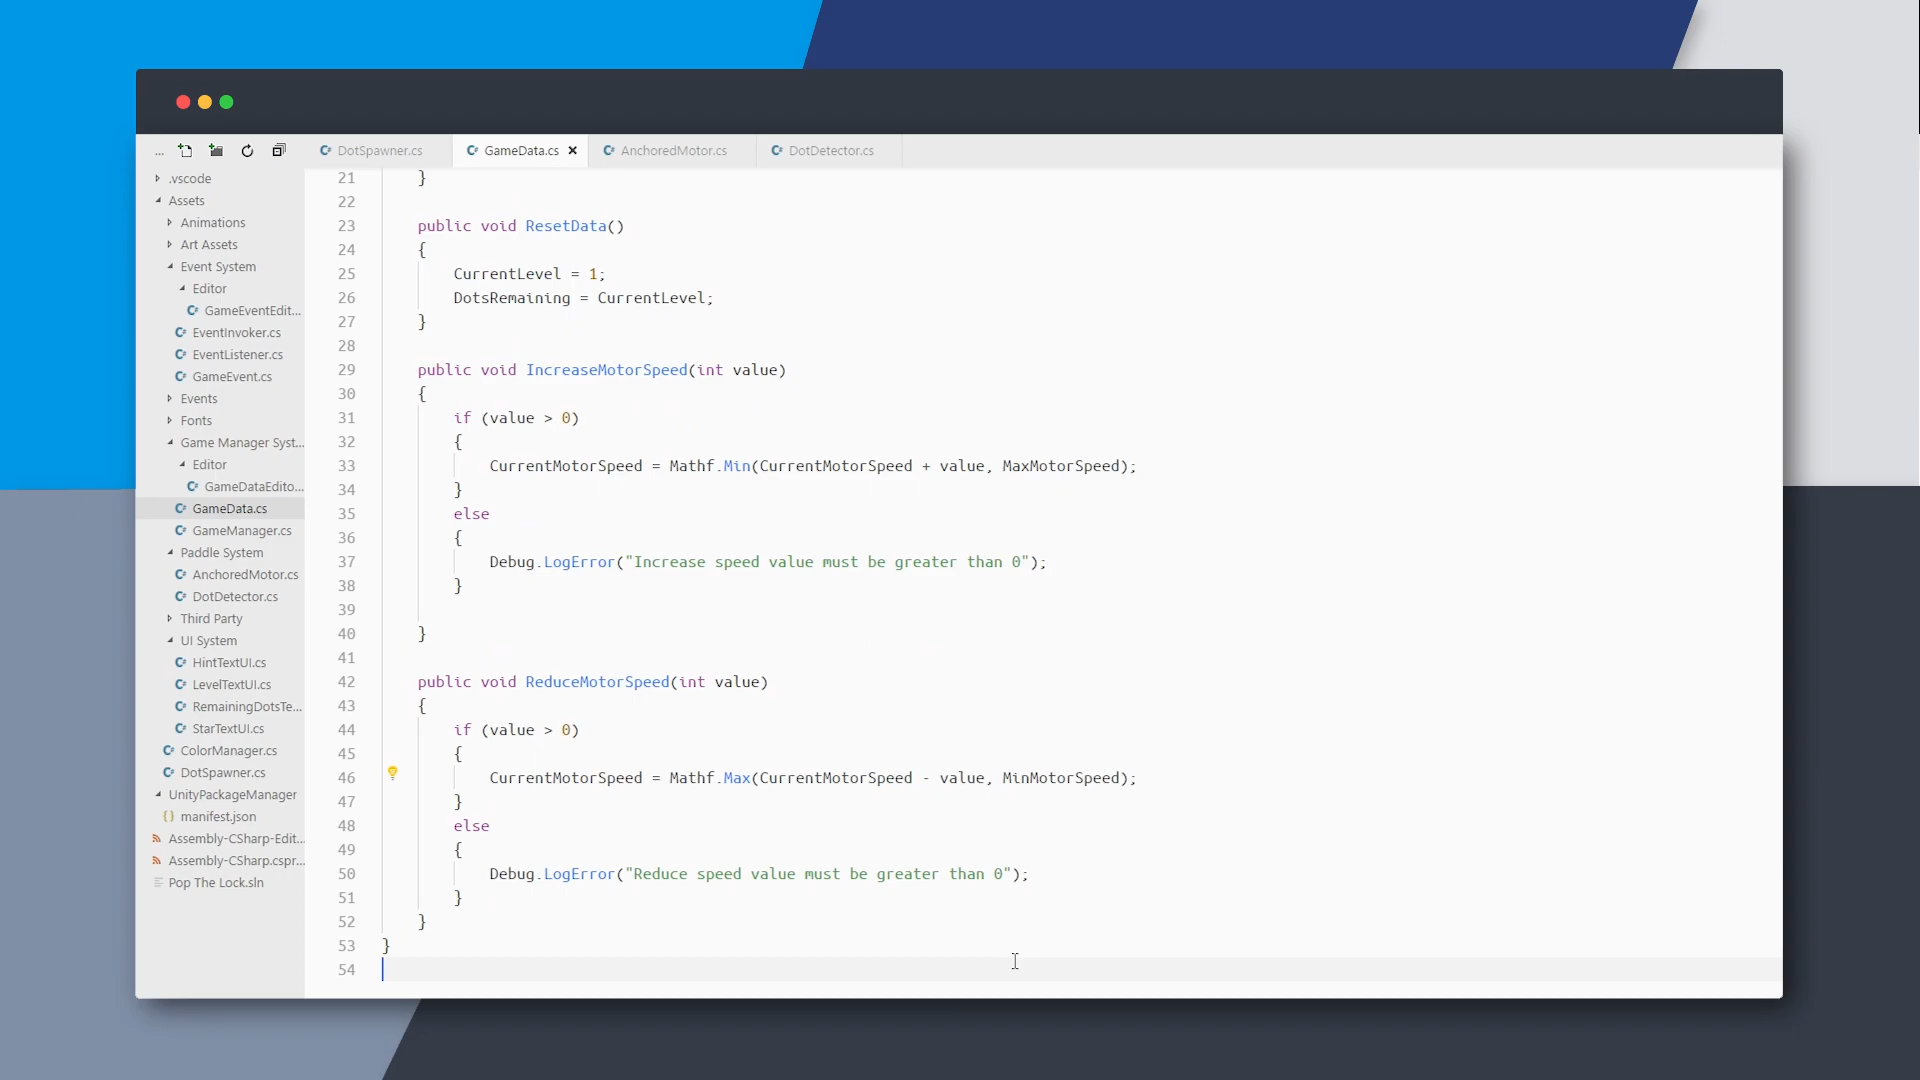 ...
DotSpawner.cs
GameData.cs
AnchoredMotor.cs
DotDetector.cs
.vscode
Assets
Animations
Art Assets
Event System
Editor
GameEventEdit...
EventInvoker.cs
EventListener.cs
GameEvent.cs
Events
Fonts
Game Manager Syst...
Editor
GameDataEdito...
GameData.cs
GameManager.cs
Paddle System
AnchoredMotor.cs
DotDetector.cs
Third Party
UI System
HintTextUI.cs
LevelTextUI.cs
RemainingDotsTe...
StarTextUI.cs
ColorManager.cs
DotSpawner.cs
UnityPackageManager
{} manifest.json
Assembly-CSharp-Edit...
Assembly-CSharp.cspr...
Pop The Lock.sln
21 }
22
23 public void ResetData()
24 {
25 CurrentLevel = 1;
26 DotsRemaining = CurrentLevel;
27 }
28
29 public void IncreaseMotorSpeed(int value)
30 {
31 if (value > 0)
32 {
33 CurrentMotorSpeed = Mathf.Min(CurrentMotorSpeed + value, MaxMotorSpeed);
34 }
35 else
36 {
37 Debug.LogError("Increase speed value must be greater than 0");
38 }
39
40 }
41
42 public void ReduceMotorSpeed(int value)
43 {
44 if (value > 0)
45 {
46 CurrentMotorSpeed = Mathf.Max(CurrentMotorSpeed - value, MinMotorSpeed);
47 }
48 else
49 {
50 Debug.LogError("Reduce speed value must be greater than 0");
51 }
52 }
53 }
54